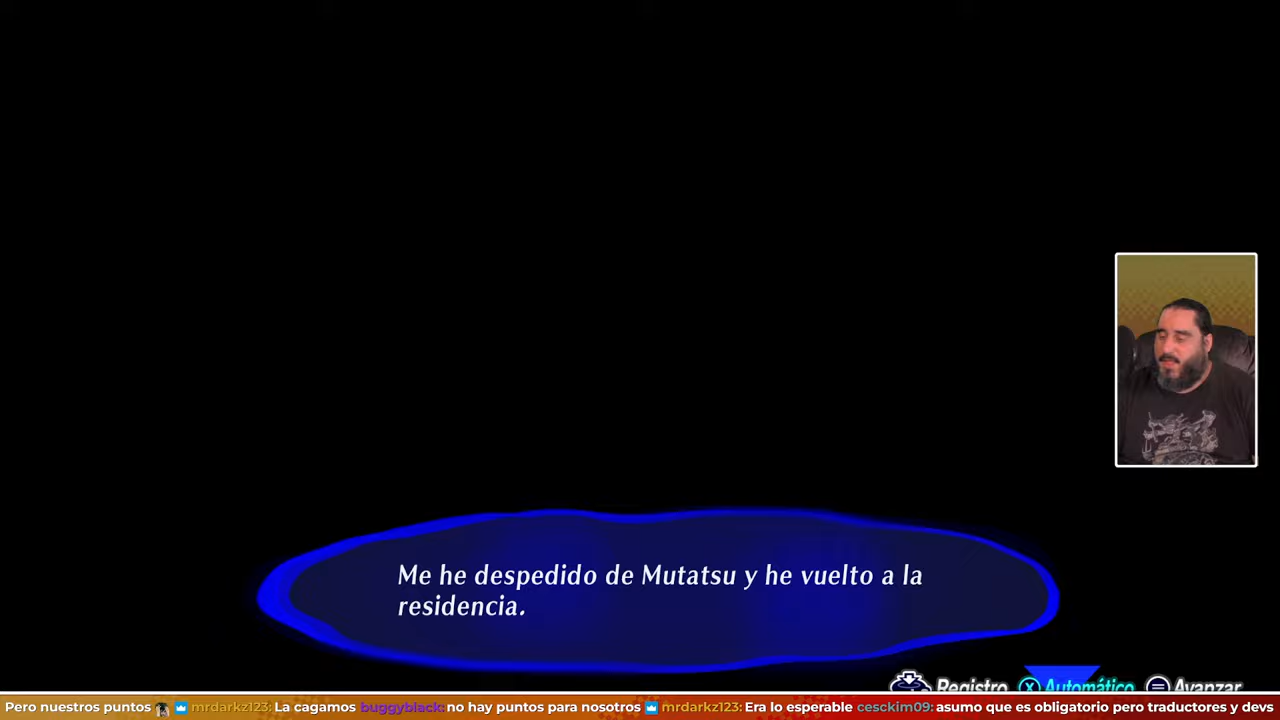 Me he despedido de Mutatsu y he vuelto a la
residencia.
Registro Automático Avanzar
Pero nuestros puntos mrdarkz123: La cagamos buggyblack: no hay puntos para nosotros mrdarkz123: Era lo esperable cesckim09: asumo que es obligatorio pero traductores y devs